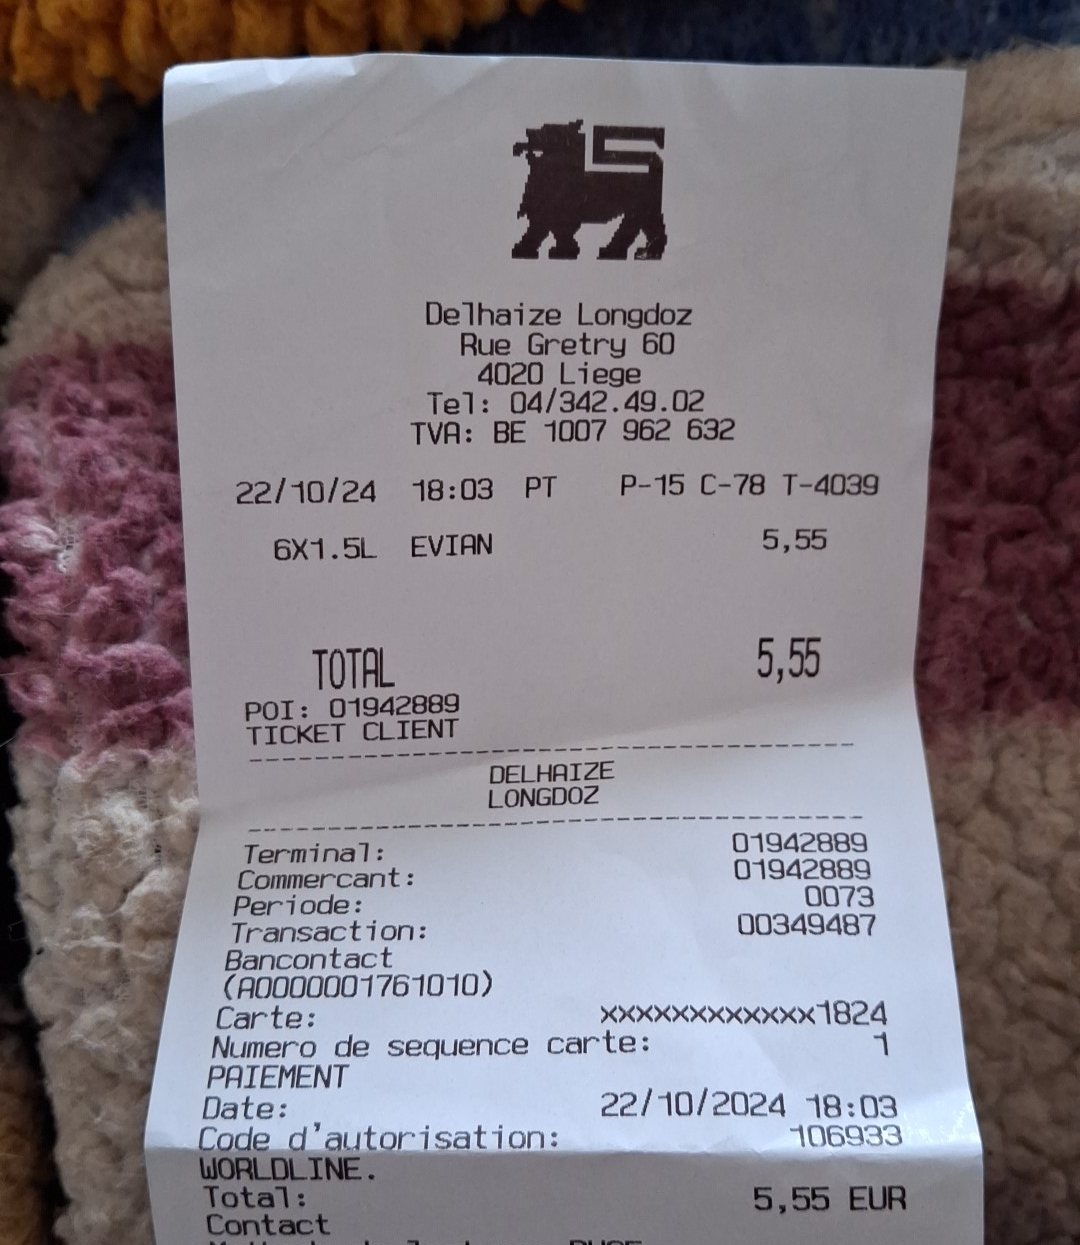 Delhaize Longdoz
Rue Gretry 60
4020 Liege
Tel: 04/342.49.02
TVA: BE 1007 962 632
22/10/24 18:03 PT P-15 C-78 T-4039
6X1.5L EVIAN 5,55
TOTAL 5,55
POI: 01942889
TICKET CLIENT
DELHAIZE
LONGDOZ
Terminal: 01942889
Commercant: 01942889
Periode: 0073
Transaction: 00349487
Bancontact
(A0000001761010)
Carte: xxxxxxxxxxxxx1824
Numero de sequence carte: 1
PAIEMENT
Date: 22/10/2024 18:03
Code d'autorisation: 106933
WORLDLINE.
Total: 5,55 EUR
Contact